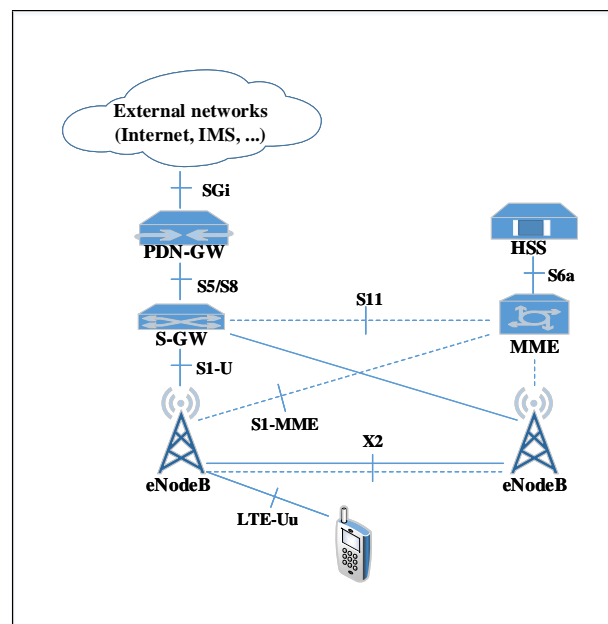 External networks
(Internet, IMS, ...)
SGi
PDN-GW
HSS
S5/S8
S6a
S11
S-GW
MME
S1-U
S1-MME
X2
eNodeB
eNodeB
LTE-Uu